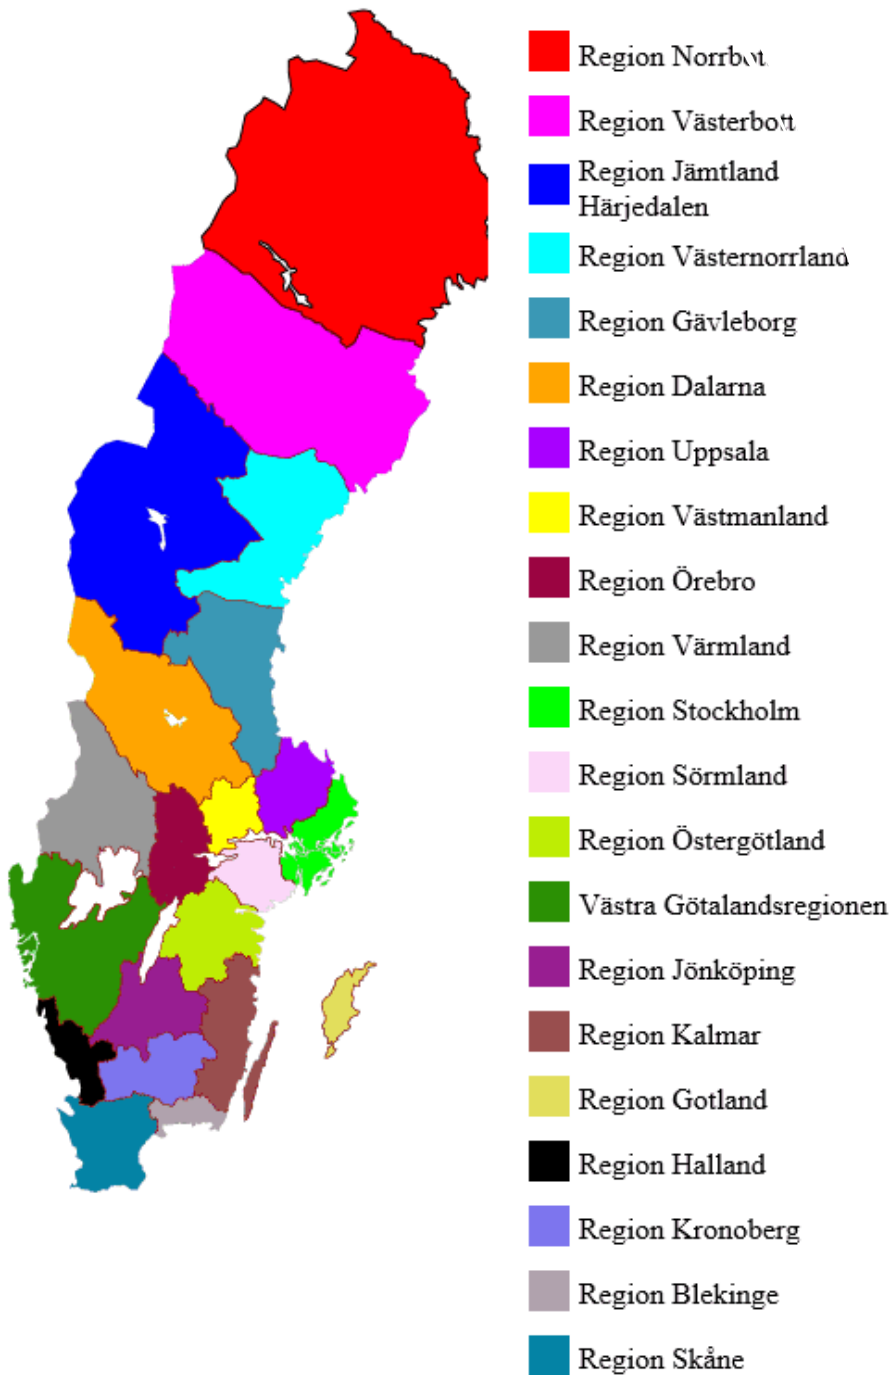 Region Norrbot
Region Västerbott
Region Jämtland
Härjedalen
Region Västernorrland
Region Gävleborg
Region Dalarna
Region Uppsala
Region Västmanland
Region Örebro
Region Värmland
Region Stockholm
Region Sörmland
Region Östergötland
Västra Götalandsregionen
Region Jönköping
Region Kalmar
Region Gotland
Region Halland
Region Kronoberg
Region Blekinge
Region Skåne